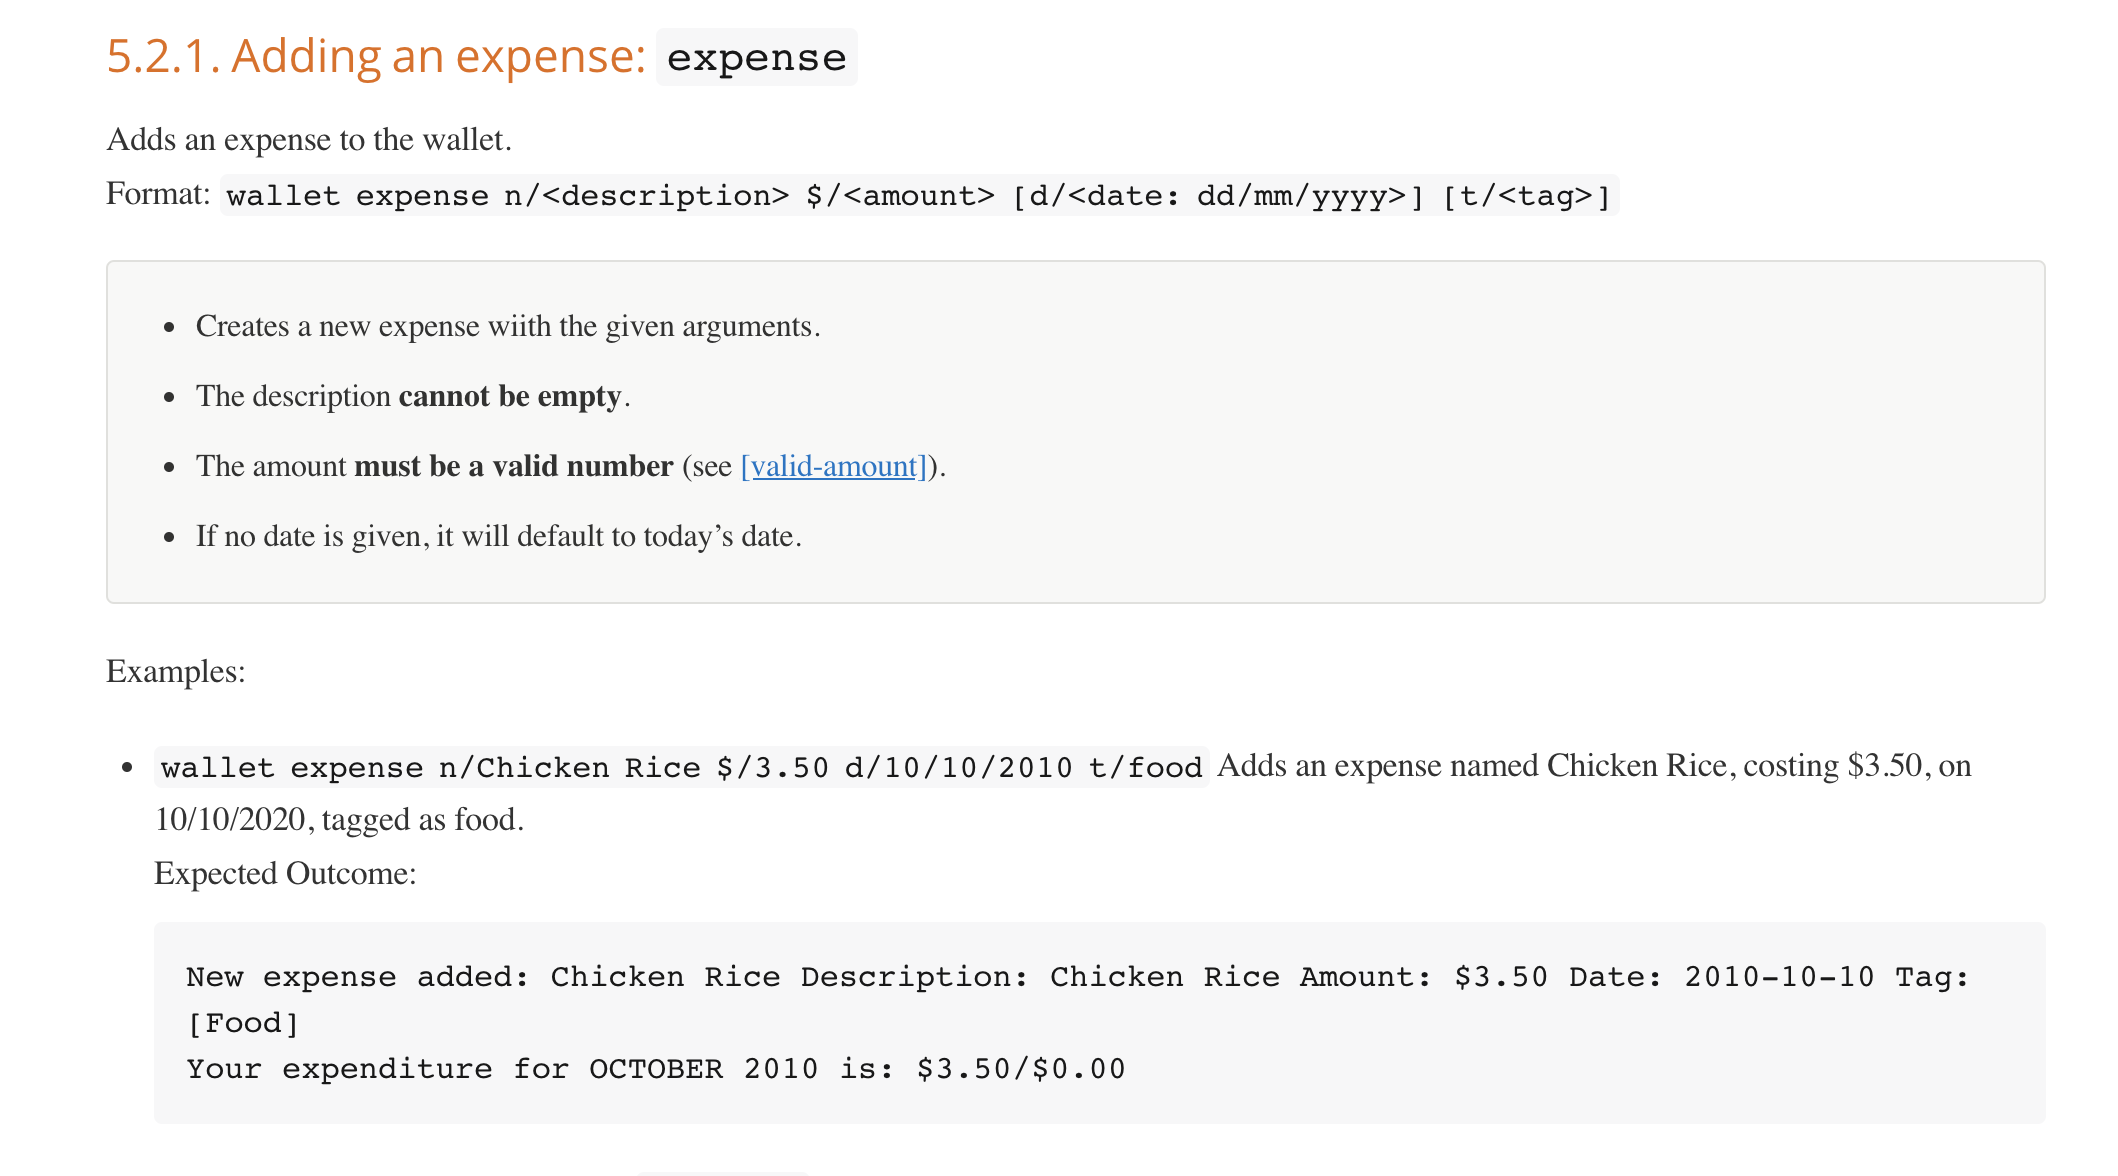 5.2.1. Adding an expense: expense
Adds an expense to the wallet.
Format: wallet expense n/<description> $/<amount> [d/<date: dd/mm/yyyy>] [t/<tag>]
• Creates a new expense wiith the given arguments.
• The description cannot be empty.
• The amount must be a valid number (see [valid-amount]).
• If no date is given, it will default to today’s date.
Examples:
• wallet expense n/Chicken Rice $/3.50 d/10/10/2010 t/food Adds an expense named Chicken Rice, costing $3.50, on
10/10/2020, tagged as food.
Expected Outcome:
New expense added: Chicken Rice Description: Chicken Rice Amount: $3.50 Date: 2010-10-10 Tag:
[Food]
Your expenditure for OCTOBER 2010 is: $3.50/$0.00